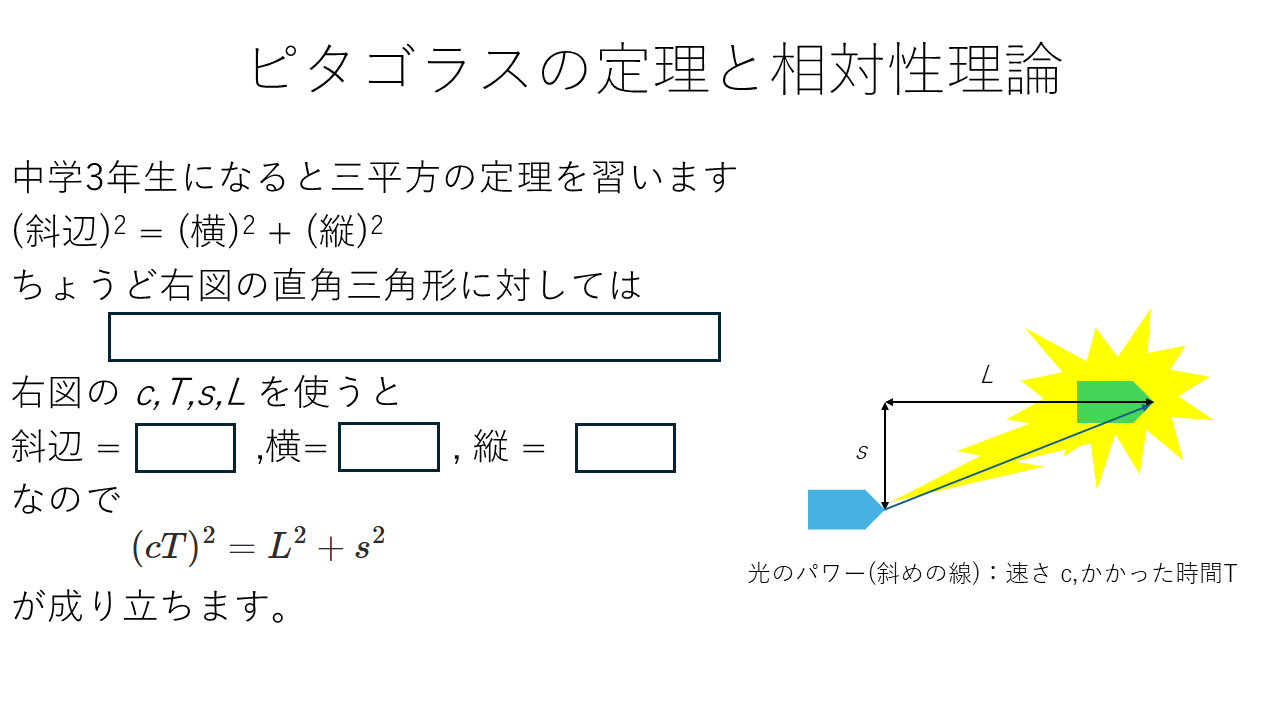 ピタゴラスの定理と相対性理論
中学3年生になると三平方の定理を習います
(斜辺)² = (横)² + (縦)²
ちょうど右図の直角三角形に対しては
右図の c,T,s,L を使うと
斜辺 = ,横= , 縦 =
なので
(cT)² = L² + s²
が成り立ちます。
L
s
光のパワー(斜めの線)：速さ c,かかった時間T